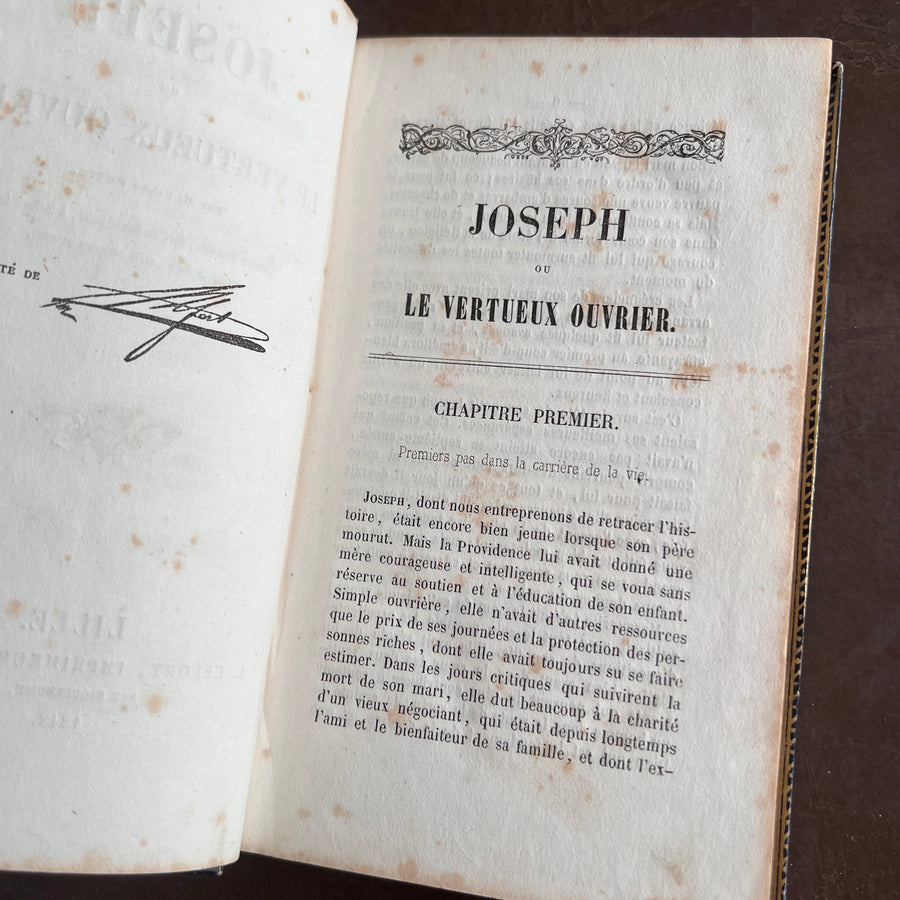 TÉ DE
Lefort
JOSEPH
OU
LE VERTUEUX OUVRIER.
CHAPITRE PREMIER.
Premiers pas dans la carrière de la vie.
JOSEPH, dont nous entreprenons de retracer l'his-
toire, était encore bien jeune lorsque son père
mourut. Mais la Providence lui avait donné une
mère courageuse et intelligente, qui se voua sans
réserve au soutien et à l'éducation de son enfant.
Simple ouvrière, elle n'avait d'autres ressources
que le prix de ses journées et la protection des per-
sonnes riches, dont elle avait toujours su se faire
estimer. Dans les jours critiques qui suivirent la
mort de son mari, elle dut beaucoup à la charité
d'un vieux négociant, qui était depuis longtemps
l'ami et le bienfaiteur de sa famille, et dont l'ex-